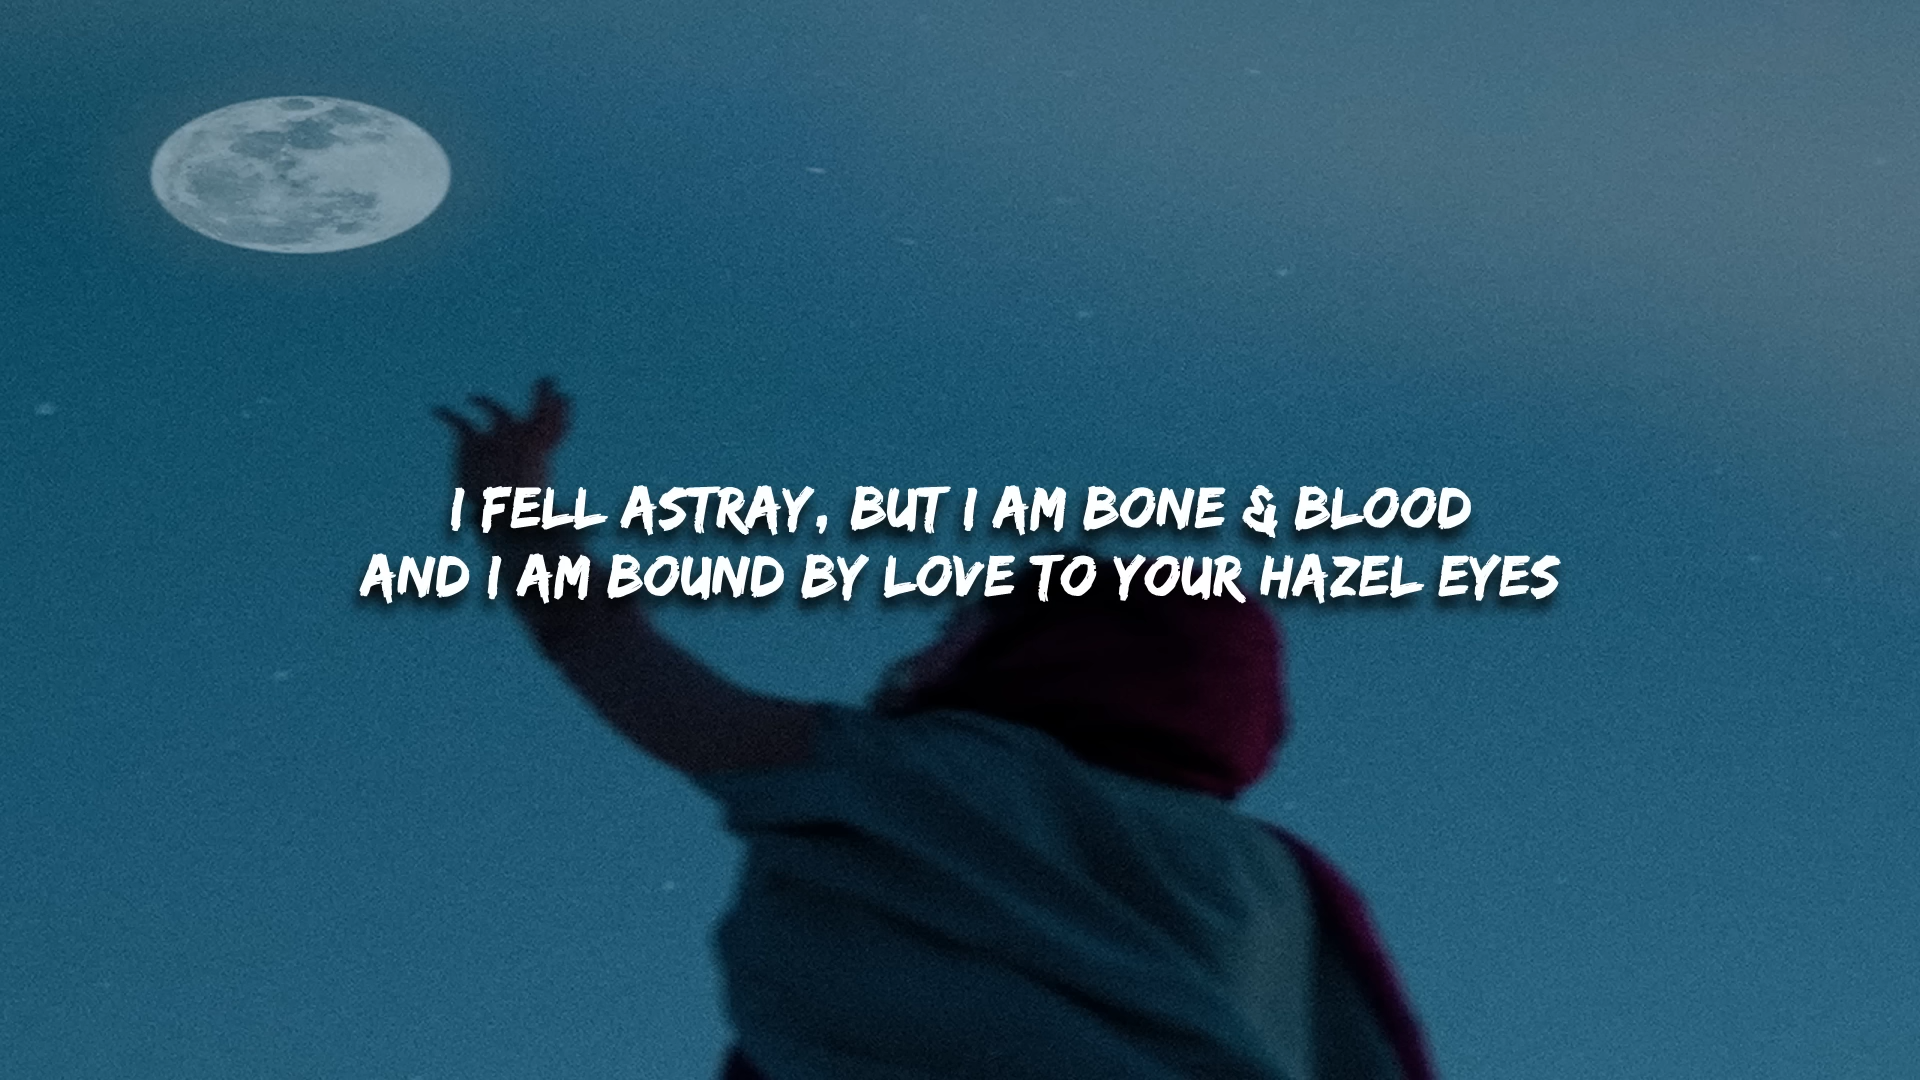 I FELL ASTRAY, BUT I AM BONE & BLOOD
AND I AM BOUND BY LOVE TO YOUR HAZEL EYES